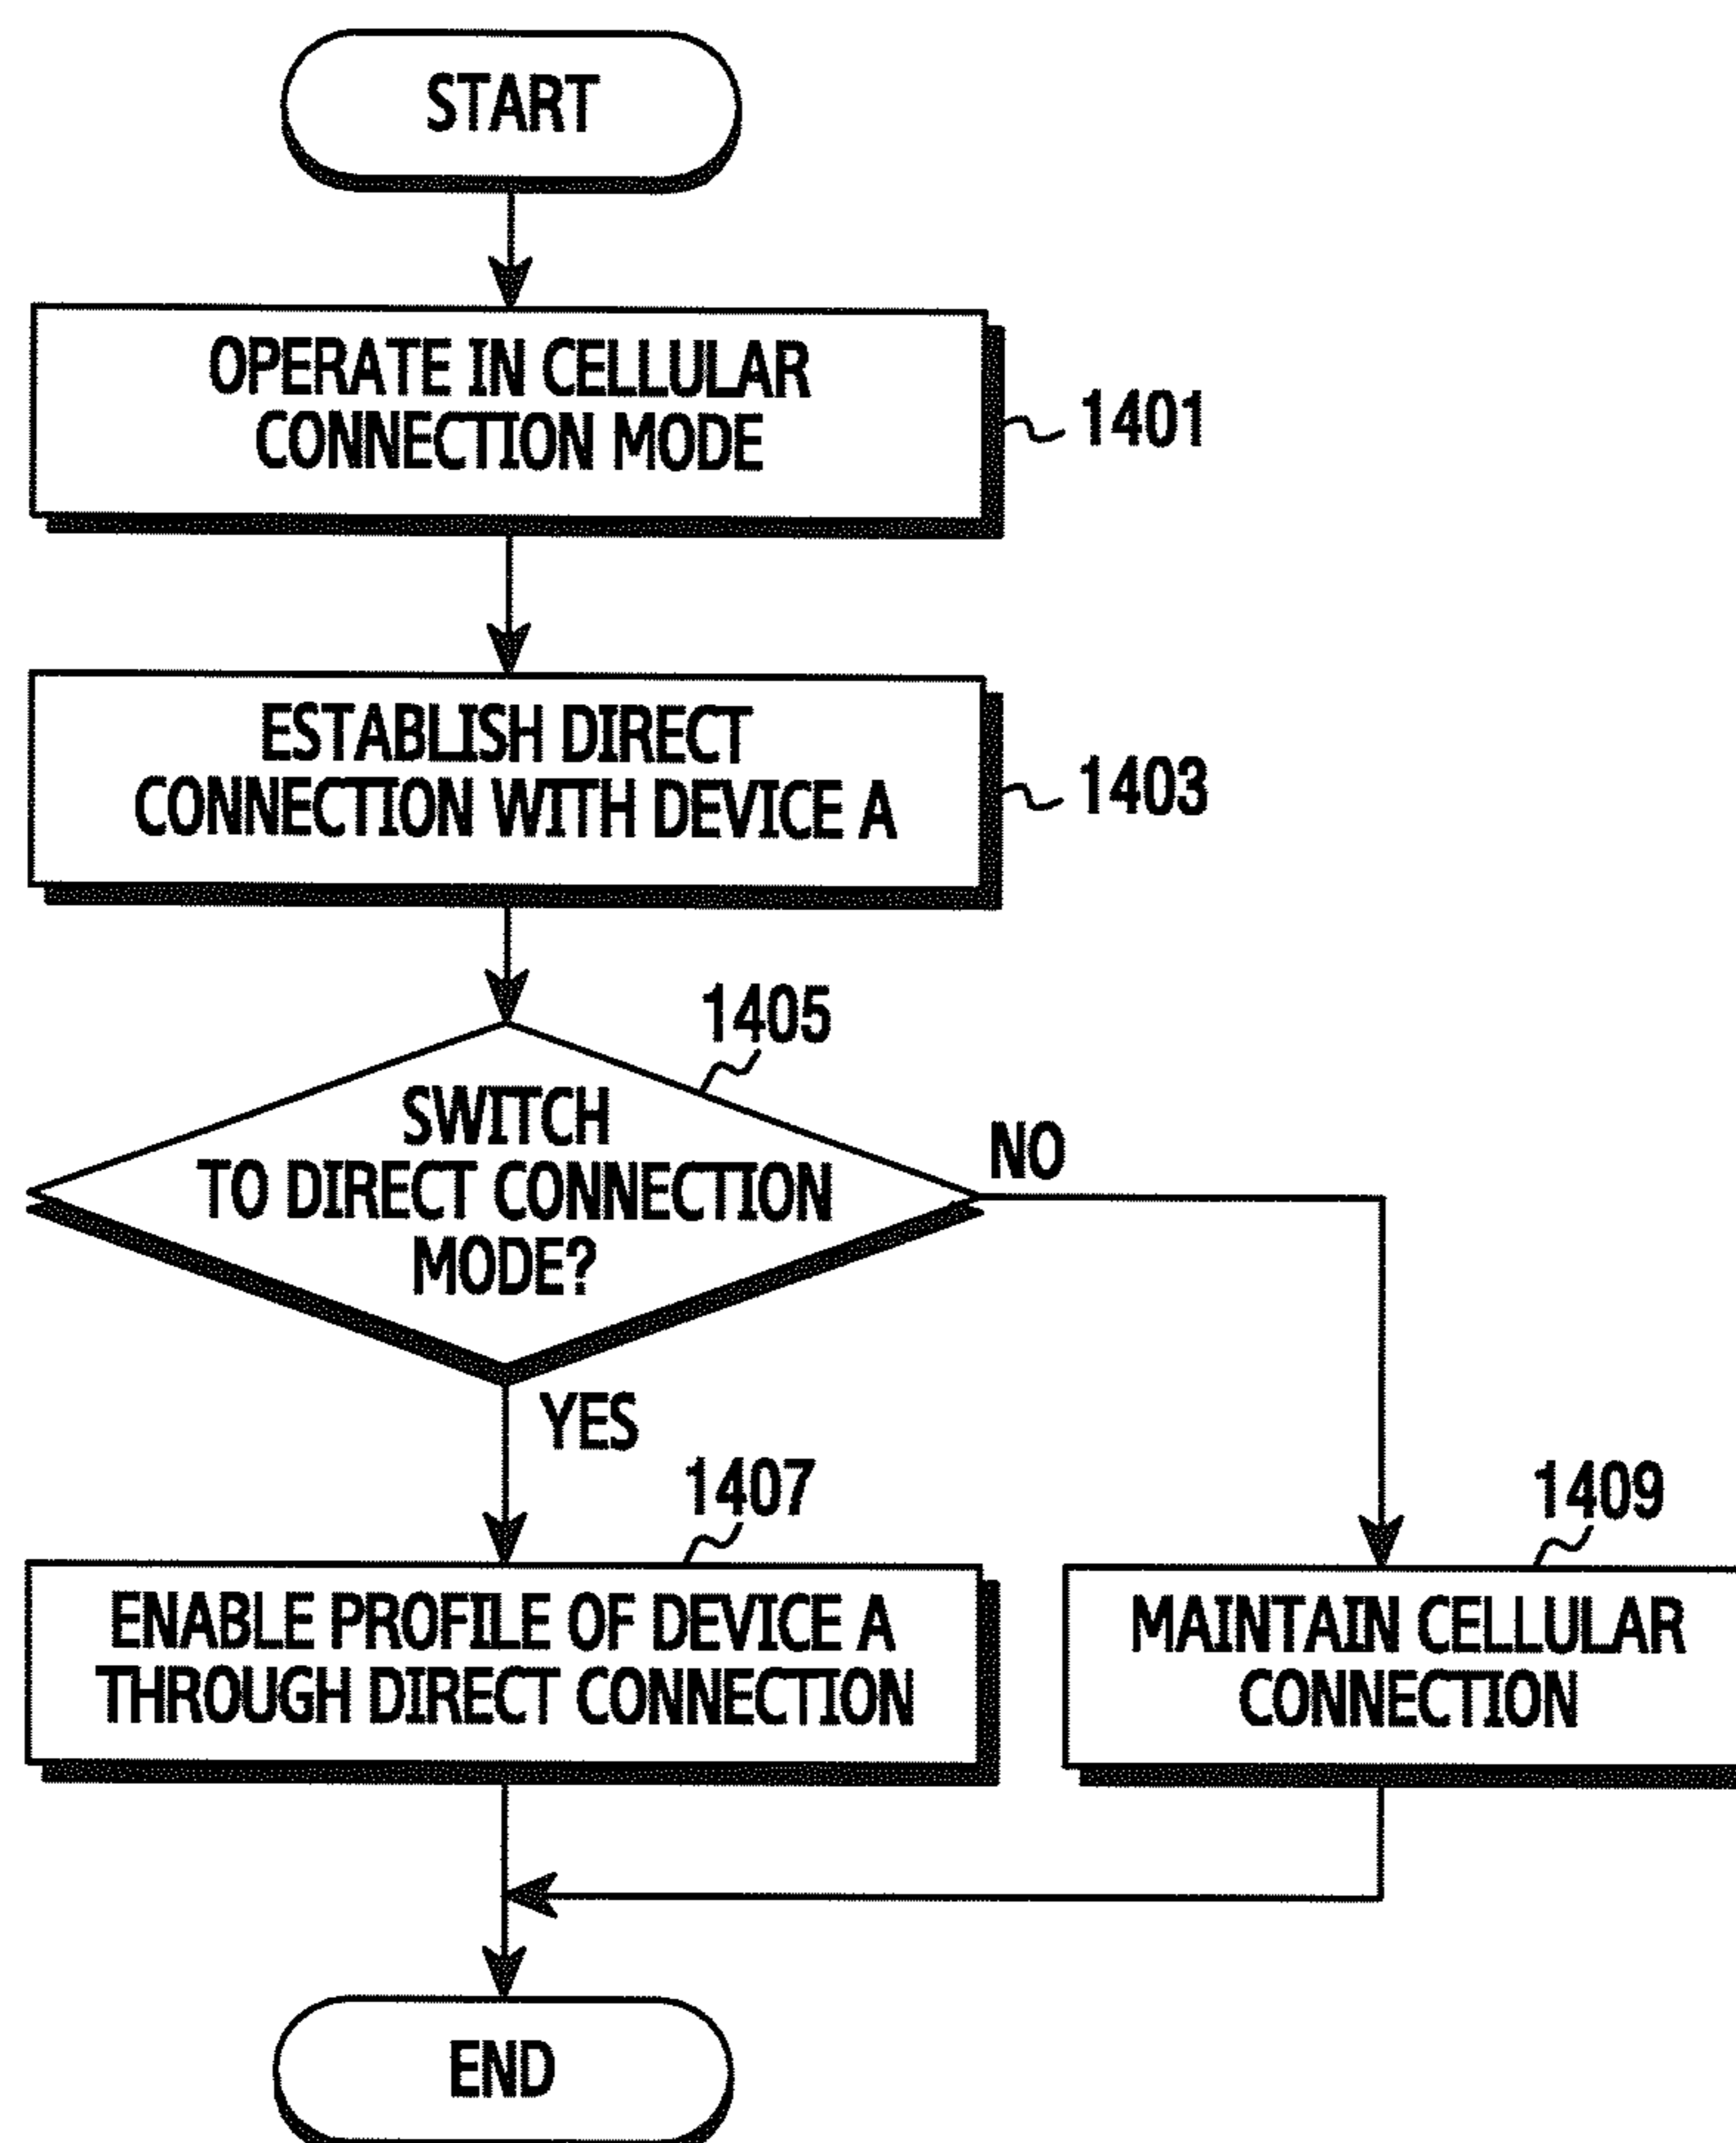 START
OPERATE IN CELLULAR
CONNECTION MODE
1401
ESTABLISH DIRECT
CONNECTION WITH DEVICE A
1403
1405
SWITCH
TO DIRECT CONNECTION
MODE?
NO
YES
1407
ENABLE PROFILE OF DEVICE A
THROUGH DIRECT CONNECTION
1409
MAINTAIN CELLULAR
CONNECTION
END